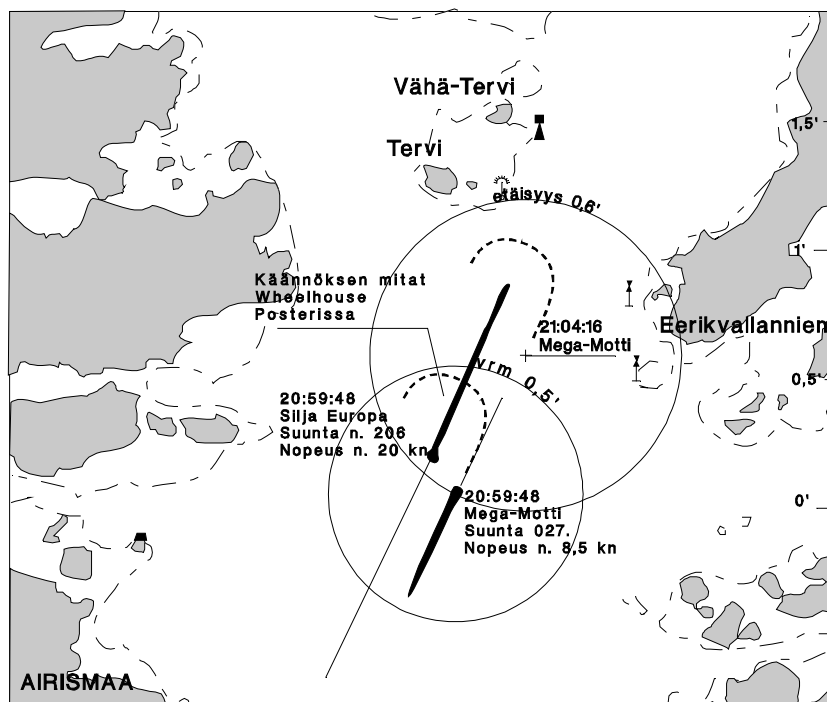 Vähä-Tervi
1,5'
Tervi
etäisyys 0,6'
1'
Käännöksen mitat
Wheelhouse
Posterissa
21:04:16
Mega-Motti
Eerikvallanniem
vrm 0,5'
0,5'
20:59:48
Silja Europa
Suunta n. 206
Nopeus n. 20 kn
20:59:48
Mega-Motti
Suunta 027.
Nopeus n. 8,5 kn
0'
AIRISMAA